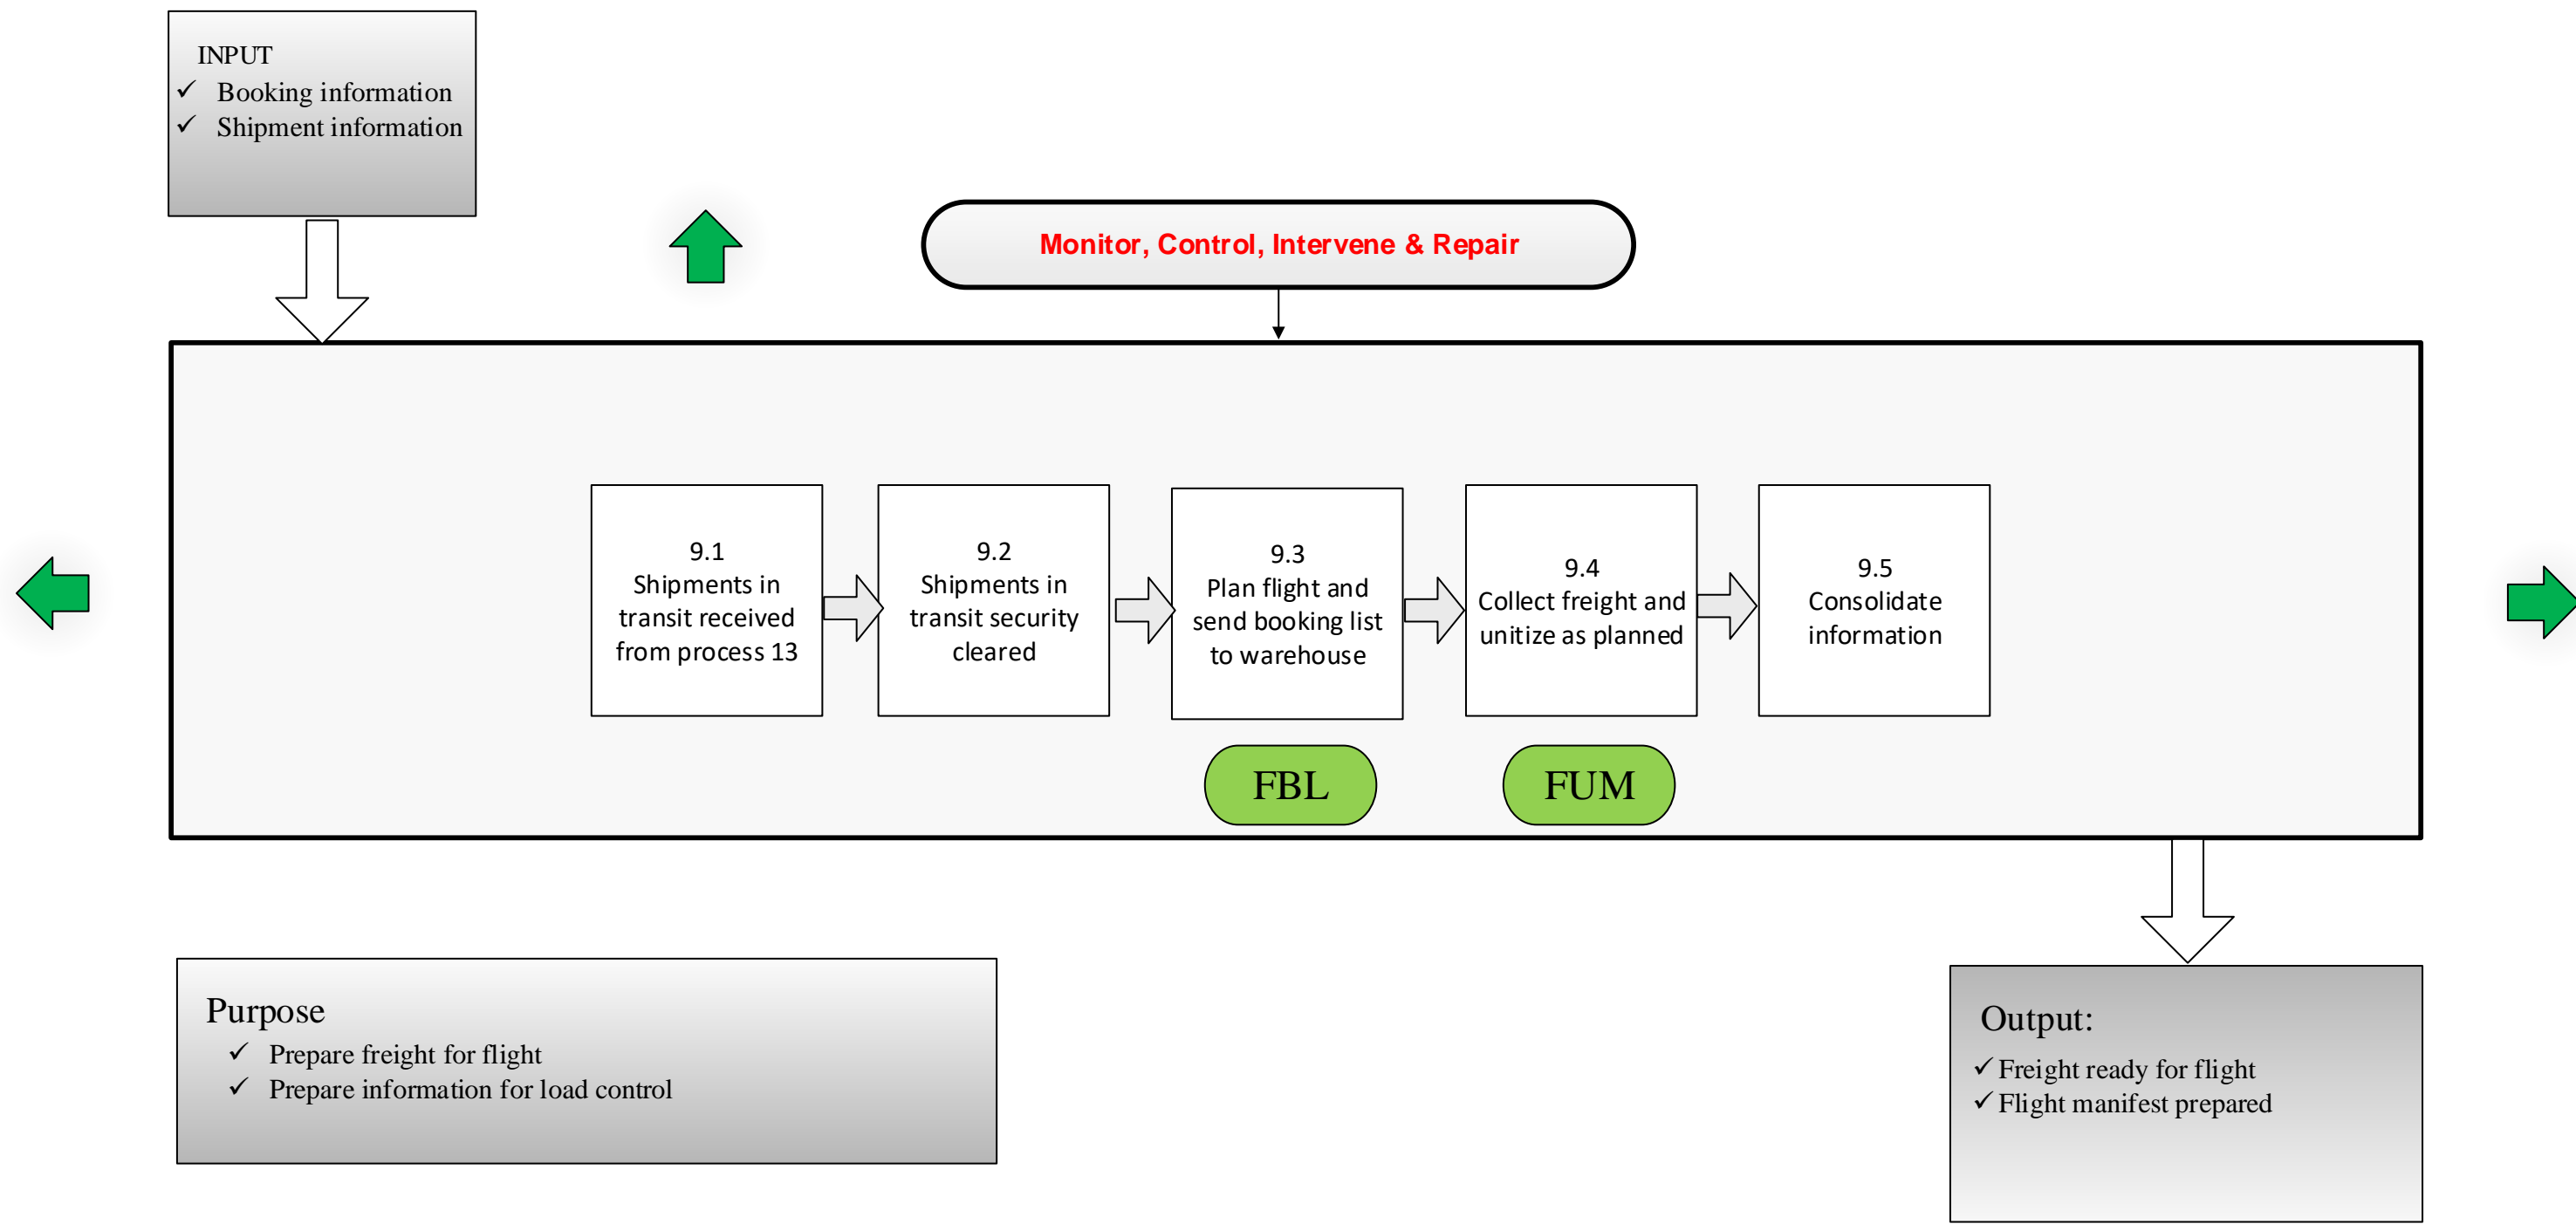 INPUT
✓ Booking information
✓ Shipment information
Monitor, Control, Intervene & Repair
9.1
Shipments in
transit received
from process 13
9.2
Shipments in
transit security
cleared
9.3
Plan flight and
send booking list
to warehouse
9.4
Collect freight and
unitize as planned
9.5
Consolidate
information
FBL
FUM
Purpose
✓ Prepare freight for flight
✓ Prepare information for load control
Output:
✓ Freight ready for flight
✓ Flight manifest prepared